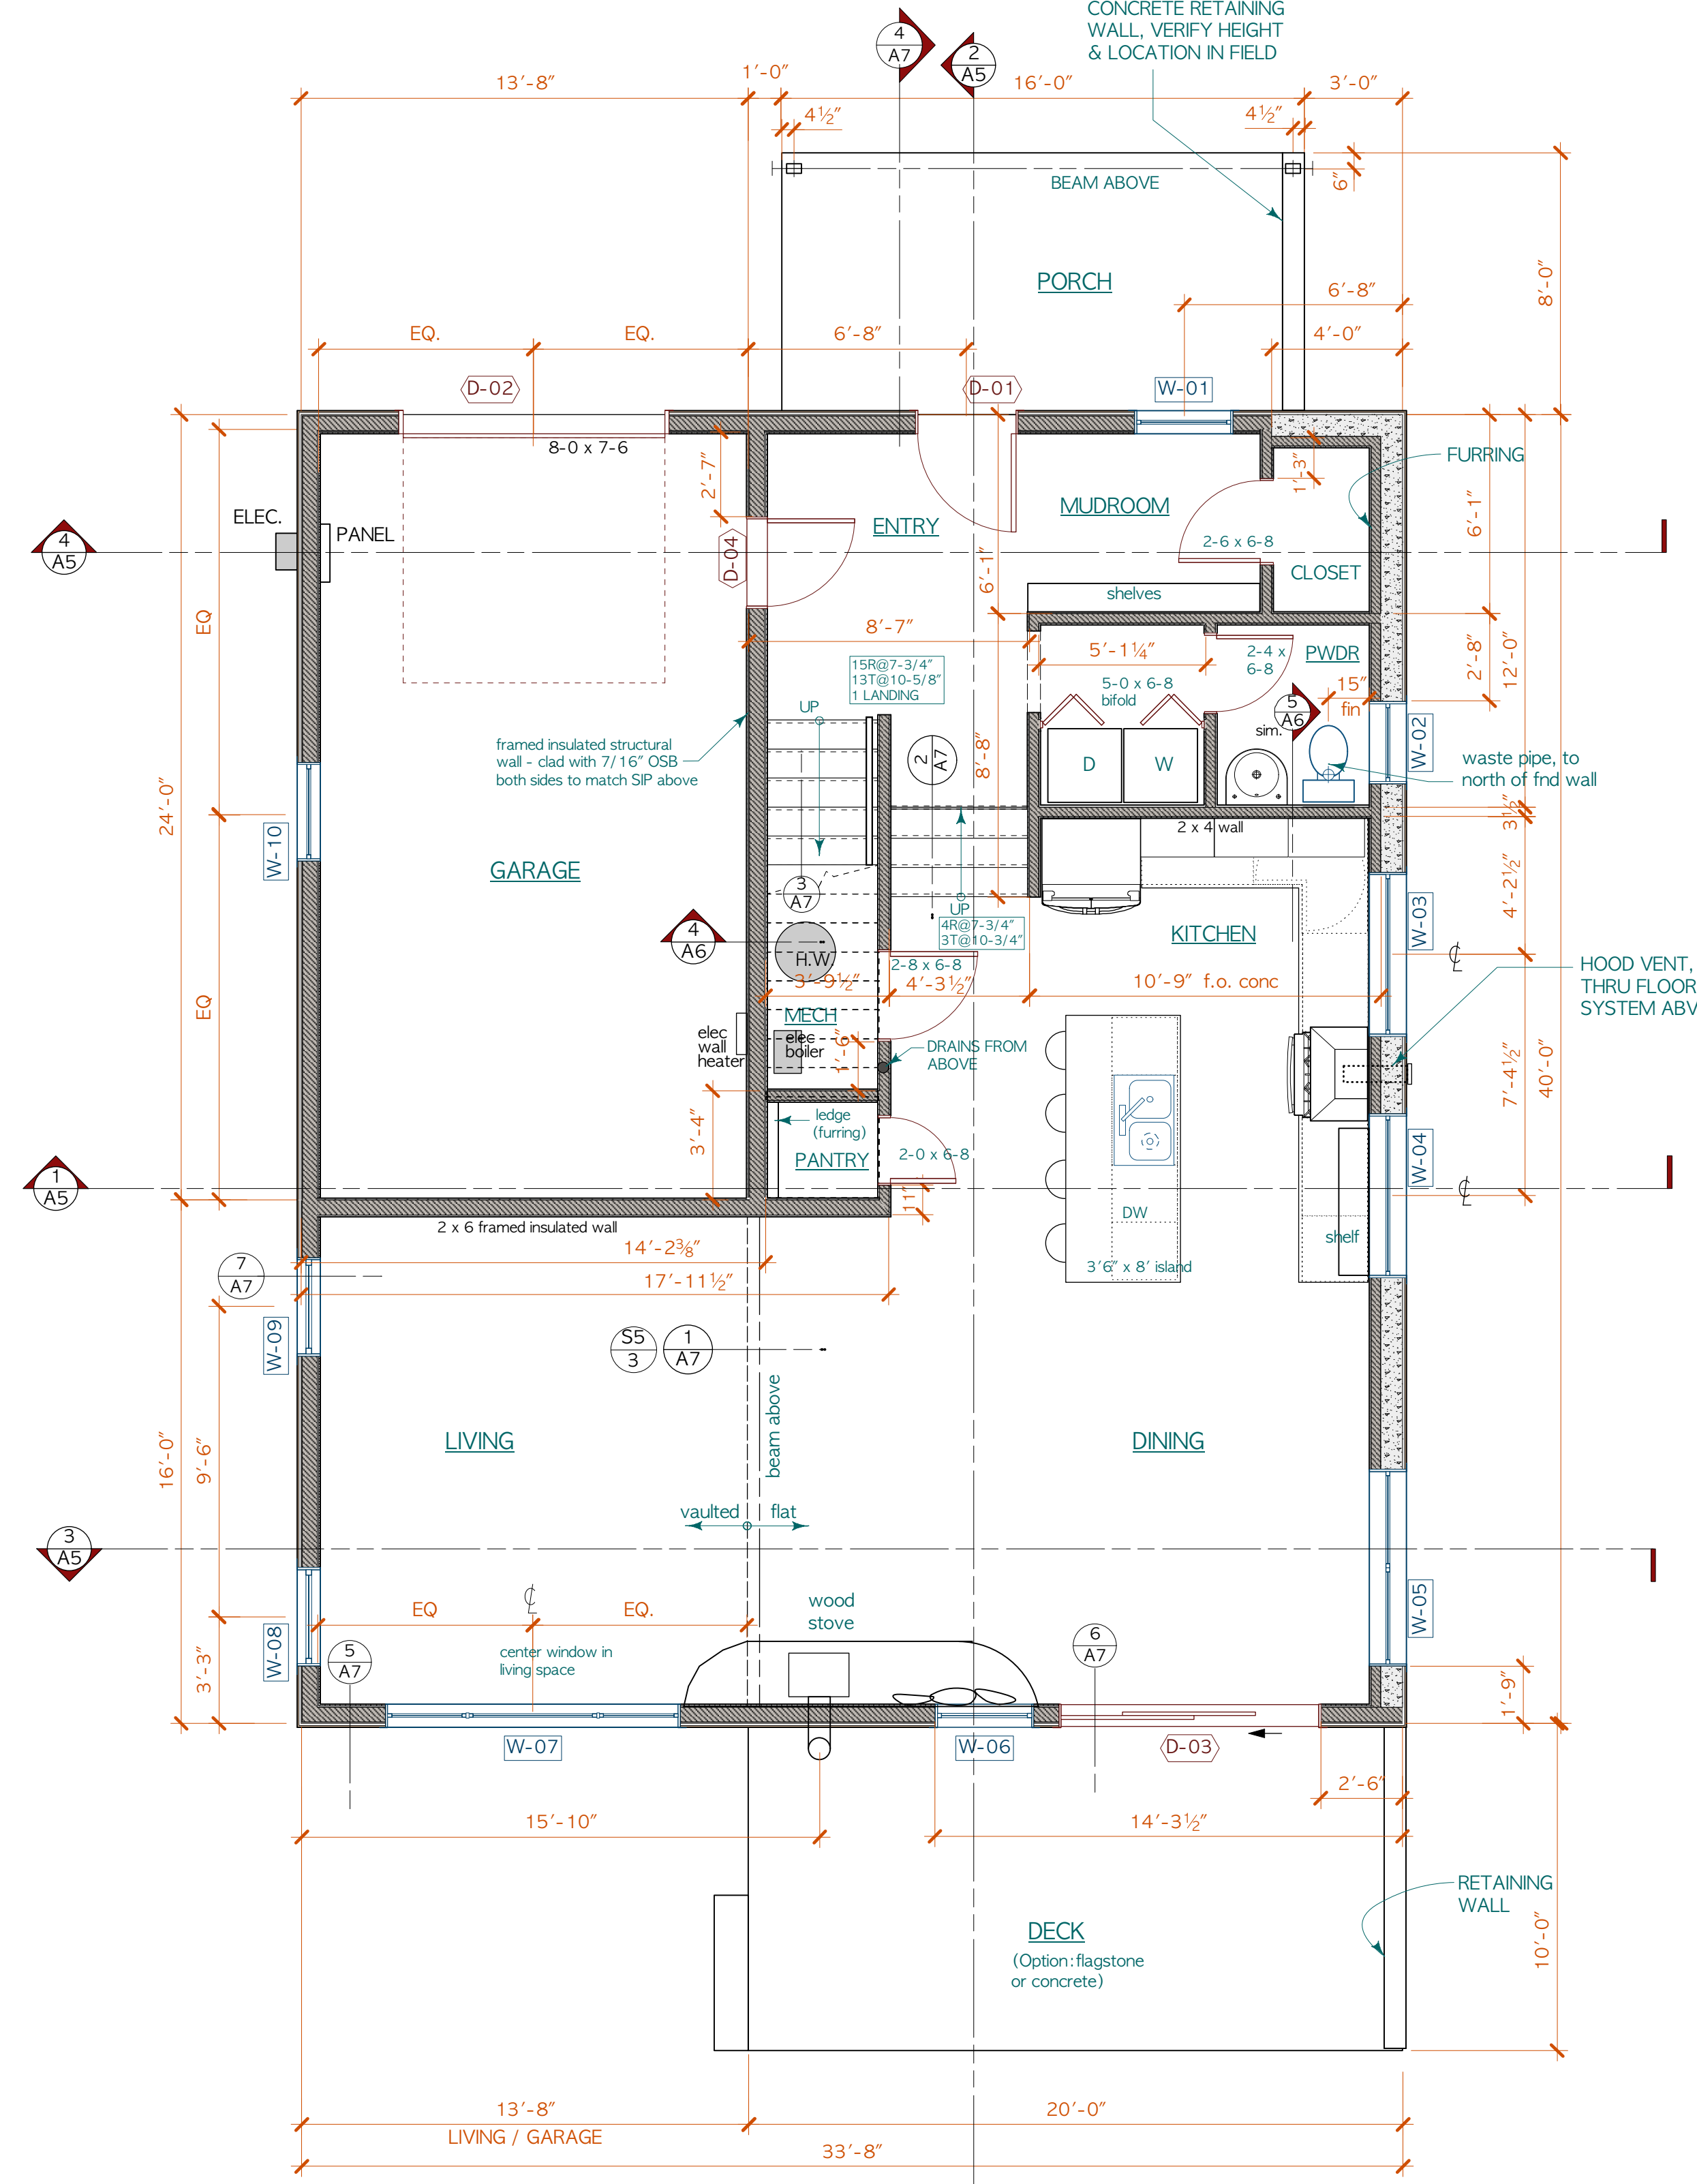 CONCRETE RETAINING
WALL, VERIFY HEIGHT
& LOCATION IN FIELD
4
A7
2
A5
13′-8″
1′-0″
16′-0″
3′-0″
4½″
4½″
BEAM ABOVE
6″
PORCH
8′-0″
6′-8″
EQ.
EQ.
6′-8″
4′-0″
D-02
D-01
W-01
8-0 x 7-6
2′-7″
1′-3″
FURRING
ELEC.
PANEL
ENTRY
MUDROOM
6′-1″
4
A5
D-04
2-6 x 6-8
CLOSET
6′-1″
shelves
EQ
8′-7″
5′-1¼″
2-4 x
6-8
PWDR
2′-8″
12′-0″
15R@7-3/4″
13T@10-5/8″
1 LANDING
5-0 x 6-8
bifold
15″
fin
UP
5
A6
sim.
W-02
framed insulated structural
wall - clad with 7/16″ OSB
both sides to match SIP above
2
A7
8′-8″
D
W
waste pipe, to
north of fnd wall
24′-0″
3½″
2 x 4 wall
W-10
GARAGE
3
A7
UP
4R@7-3/4″
3T@10-3/4″
KITCHEN
W-03
4′-2½″
4
A6
H.W.
2-8 x 6-8
℄
HOOD VENT,
THRU FLOOR
SYSTEM ABV
3′-9½″
4′-3½″
10′-9″ f.o. conc
EQ
MECH
elec
wall
heater
elec
boiler
1′-6″
DRAINS FROM
ABOVE
7′-4½″
40′-0″
3′-4″
ledge
(furring)
PANTRY
2-0 x 6-8
W-04
1
A5
℄
11″
DW
2 x 6 framed insulated wall
shelf
14′-2⅜″
3′6″ x 8′ island
7
A7
17′-11½″
W-09
S5
3
1
A7
beam above
LIVING
DINING
16′-0″
9′-6″
vaulted
flat
3
A5
℄
wood
stove
W-05
EQ
EQ.
W-08
5
A7
center window in
living space
6
A7
3′-3″
1′-9″
W-07
W-06
D-03
2′-6″
15′-10″
14′-3½″
RETAINING
WALL
DECK
(Option: flagstone
or concrete)
10′-0″
13′-8″
20′-0″
LIVING / GARAGE
33′-8″